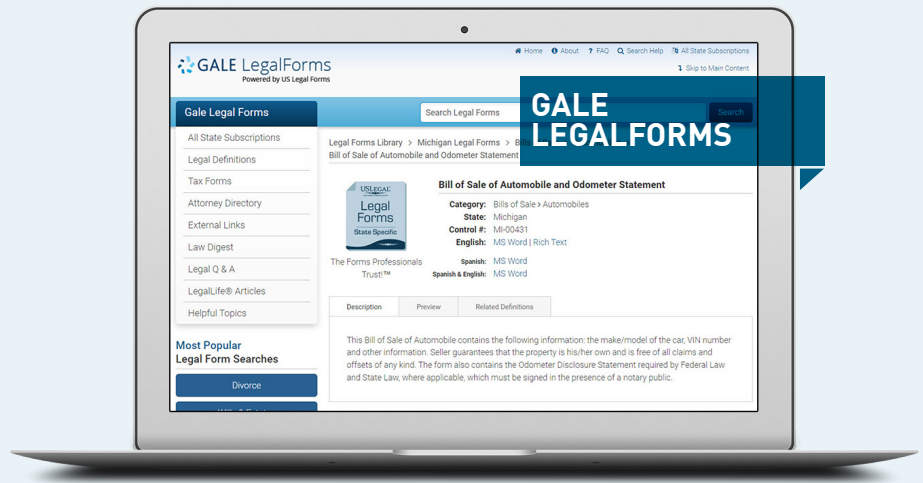 Home About FAQ Search Help All State Subscriptions
GALE LegalForms
Skip to Main Content
Powered by US Legal Forms
GALE
LEGALFORMS
Gale Legal Forms
Search Legal Forms
Search
All State Subscriptions
Legal Definitions
Tax Forms
Attorney Directory
External Links
Law Digest
Legal Q & A
LegalLife® Articles
Helpful Topics
Most Popular
Legal Form Searches
Divorce
Legal Forms Library > Michigan Legal Forms >
Bill of Sale of Automobile and Odometer Statement
USLEGAL
Legal
Forms
State Specific
The Forms Professionals
Trust!™
Bill of Sale of Automobile and Odometer Statement
Category: Bills of Sale > Automobiles
State: Michigan
Control #: MI-00431
English: MS Word | Rich Text
Spanish: MS Word
Spanish & English: MS Word
Description Preview Related Definitions
This Bill of Sale of Automobile contains the following information: the make/model of the car, VIN number
and other information. Seller guarantees that the property is his/her own and is free of all claims and
offsets of any kind. The form also contains the Odometer Disclosure Statement required by Federal Law
and State Law, where applicable, which must be signed in the presence of a notary public.